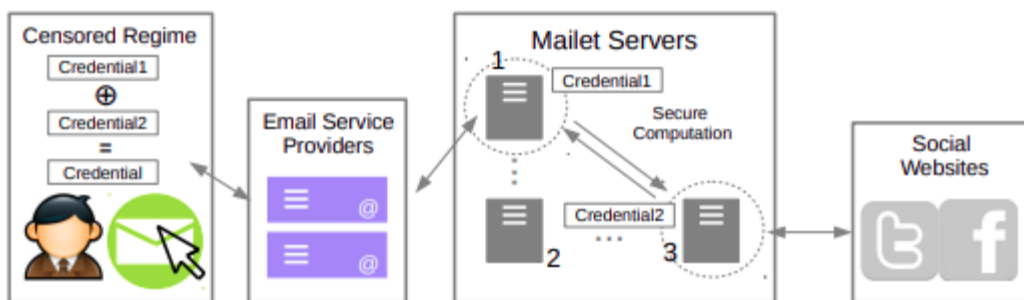 Censored Regime
Credential1
⊕
Credential2
=
Credential
Email Service
Providers
@
@
Mailet Servers
1
Credential1
Secure
Computation
Credential2
...
2
3
Social
Websites
t
f